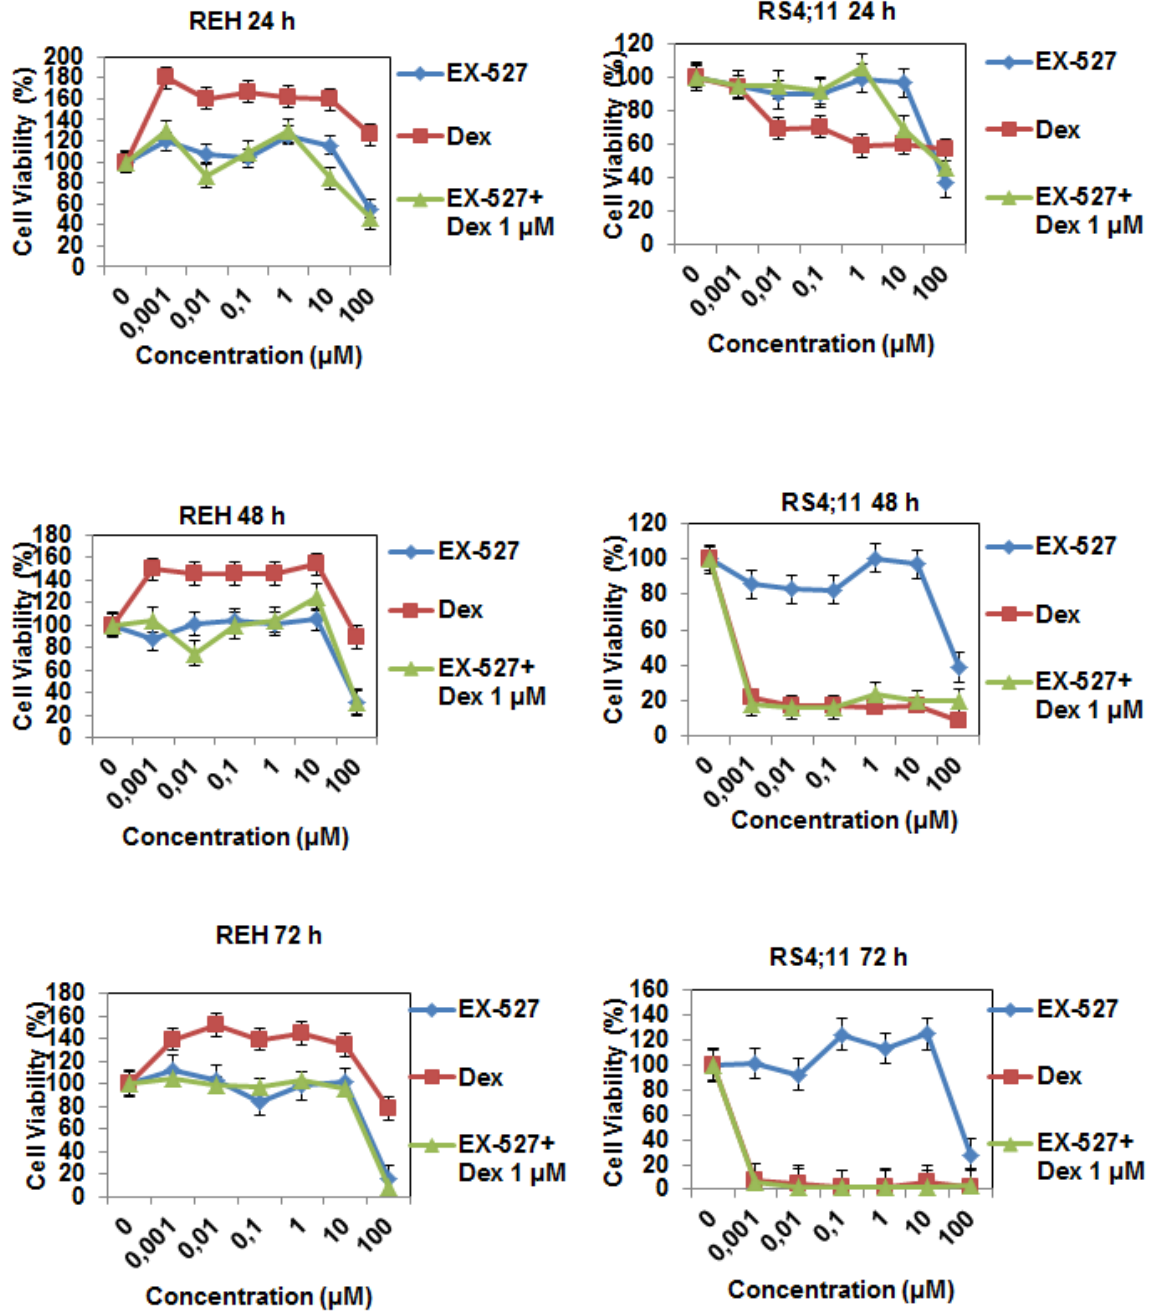 REH 24 h
Cell Viability (%)
200
180
160
140
120
100
80
60
40
20
0
0
0,001
0,01
0,1
1
10
100
Concentration (µM)
EX-527
Dex
EX-527+
Dex 1 µM
RS4;11 24 h
Cell Viability (%)
120
100
80
60
40
20
0
0
0,001
0,01
0,1
1
10
100
Concentration (µM)
EX-527
Dex
EX-527+
Dex 1 µM
REH 48 h
Cell Viability (%)
180
160
140
120
100
80
60
40
20
0
0
0,001
0,01
0,1
1
10
100
Concentration (µM)
EX-527
Dex
EX-527+
Dex 1 µM
RS4;11 48 h
Cell Viability (%)
120
100
80
60
40
20
0
0
0,001
0,01
0,1
1
10
100
Concentration (µM)
EX-527
Dex
EX-527+
Dex 1 µM
REH 72 h
Cell Viability (%)
180
160
140
120
100
80
60
40
20
0
0
0,001
0,01
0,1
1
10
100
Concentration (µM)
EX-527
Dex
EX-527+
Dex 1 µM
RS4;11 72 h
Cell Viability (%)
160
140
120
100
80
60
40
20
0
0
0,001
0,01
0,1
1
10
100
Concentration (µM)
EX-527
Dex
EX-527+
Dex 1 µM